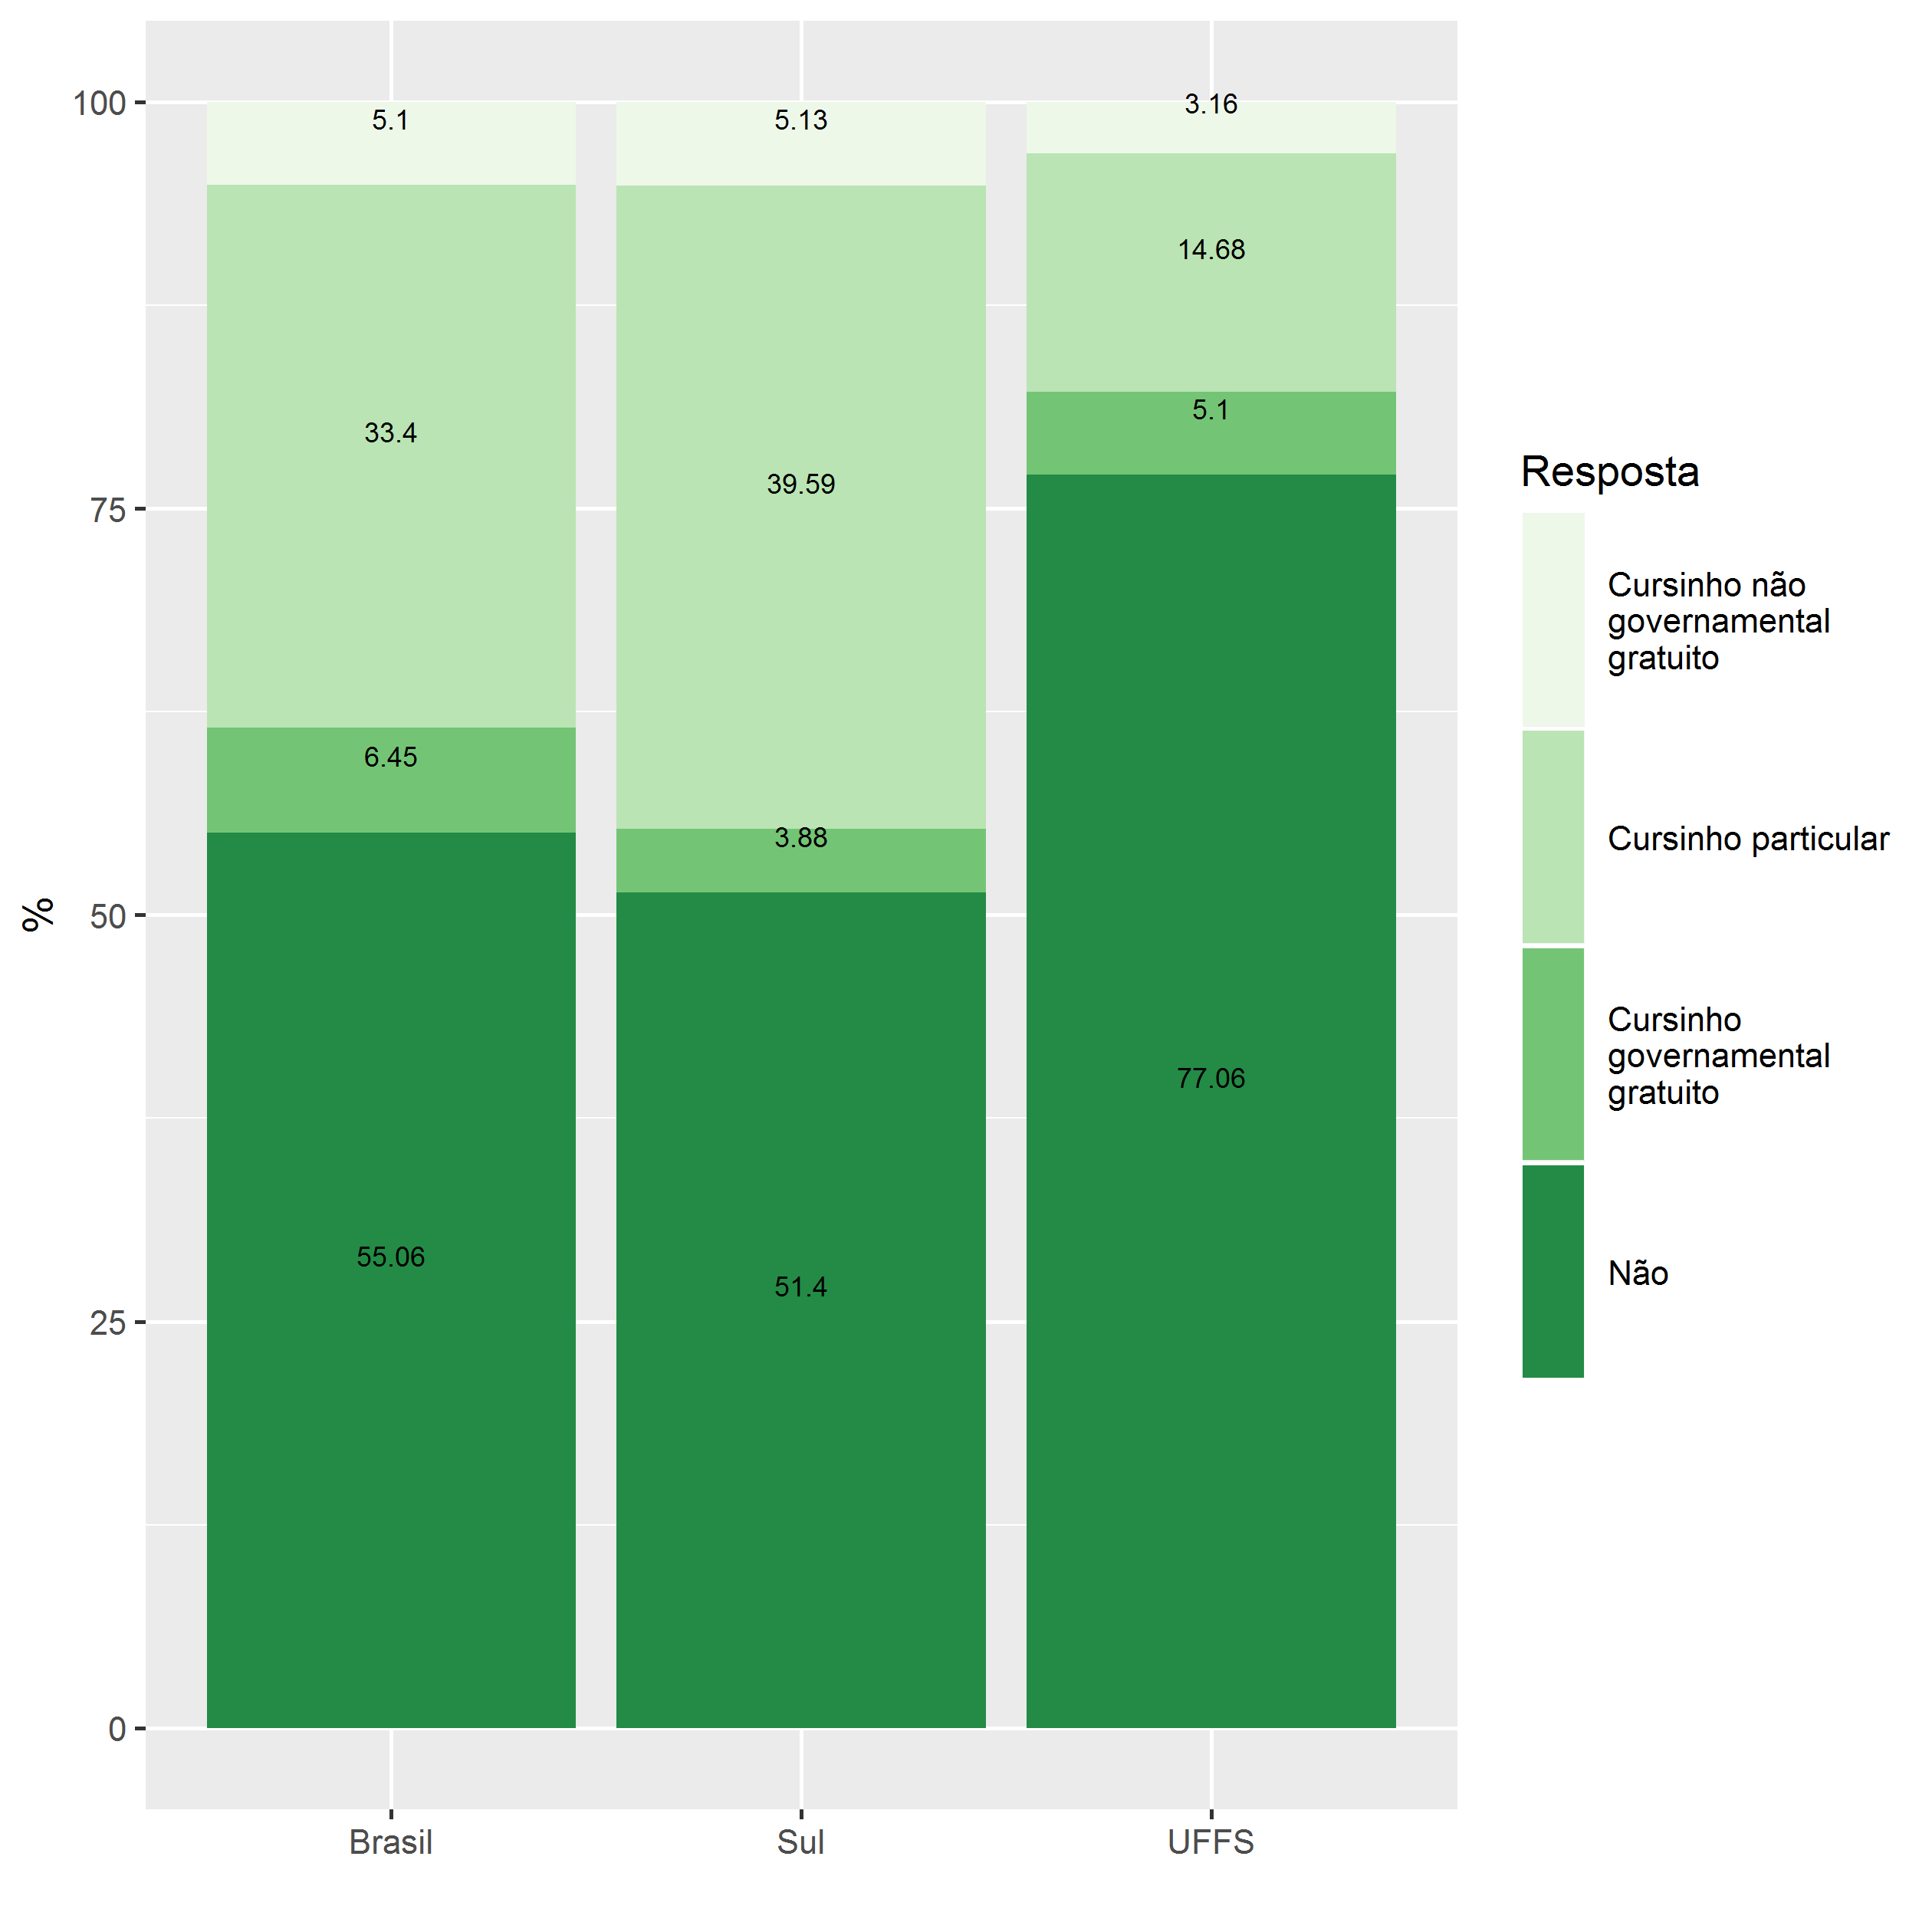 100
75
50
25
0
%
5.1
5.13
3.16
33.4
39.59
14.68
6.45
3.88
5.1
55.06
51.4
77.06
Brasil
Sul
UFFS
Resposta
Cursinho não
governamental
gratuito
Cursinho particular
Cursinho
governamental
gratuito
Não